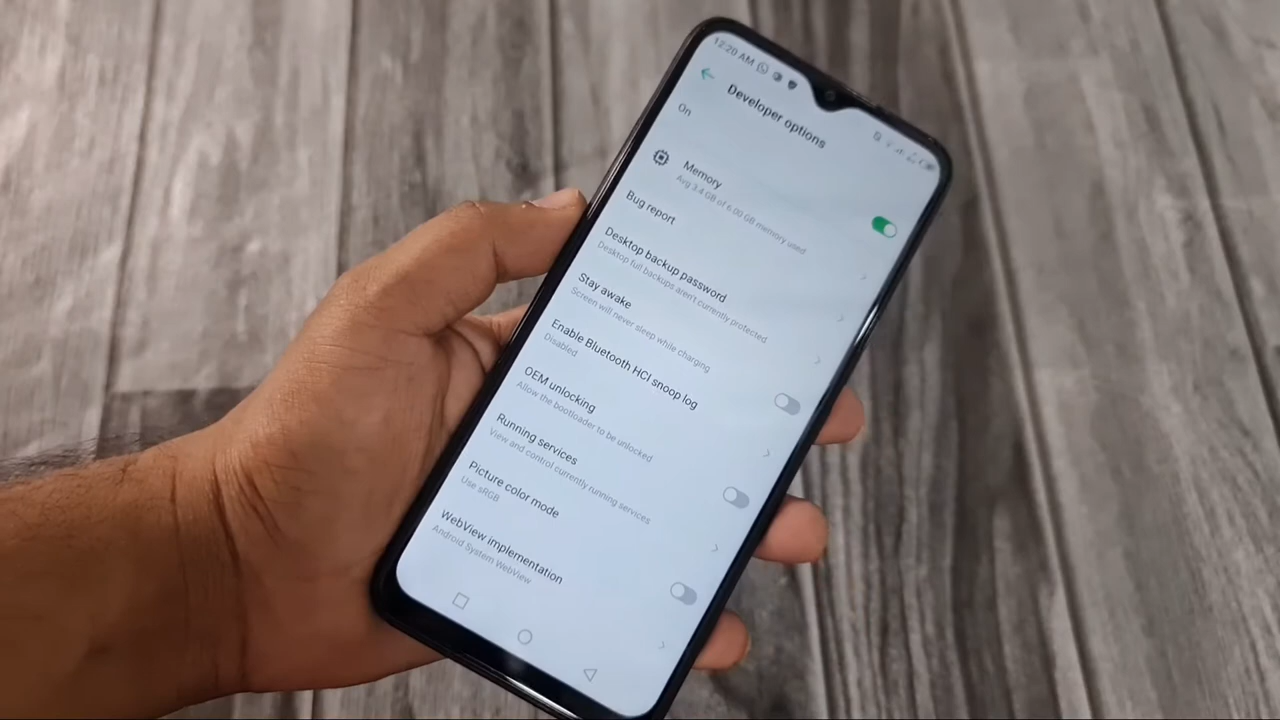 12:20 AM
Developer options
On
Memory
Avg 3.4 GB of 6.00 GB memory used
Bug report
Desktop backup password
Desktop full backups aren't currently protected
Stay awake
Screen will never sleep while charging
Enable Bluetooth HCI snoop log
Disabled
OEM unlocking
Allow the bootloader to be unlocked
Running services
View and control currently running services
Picture color mode
Use sRGB
WebView implementation
Android System WebView